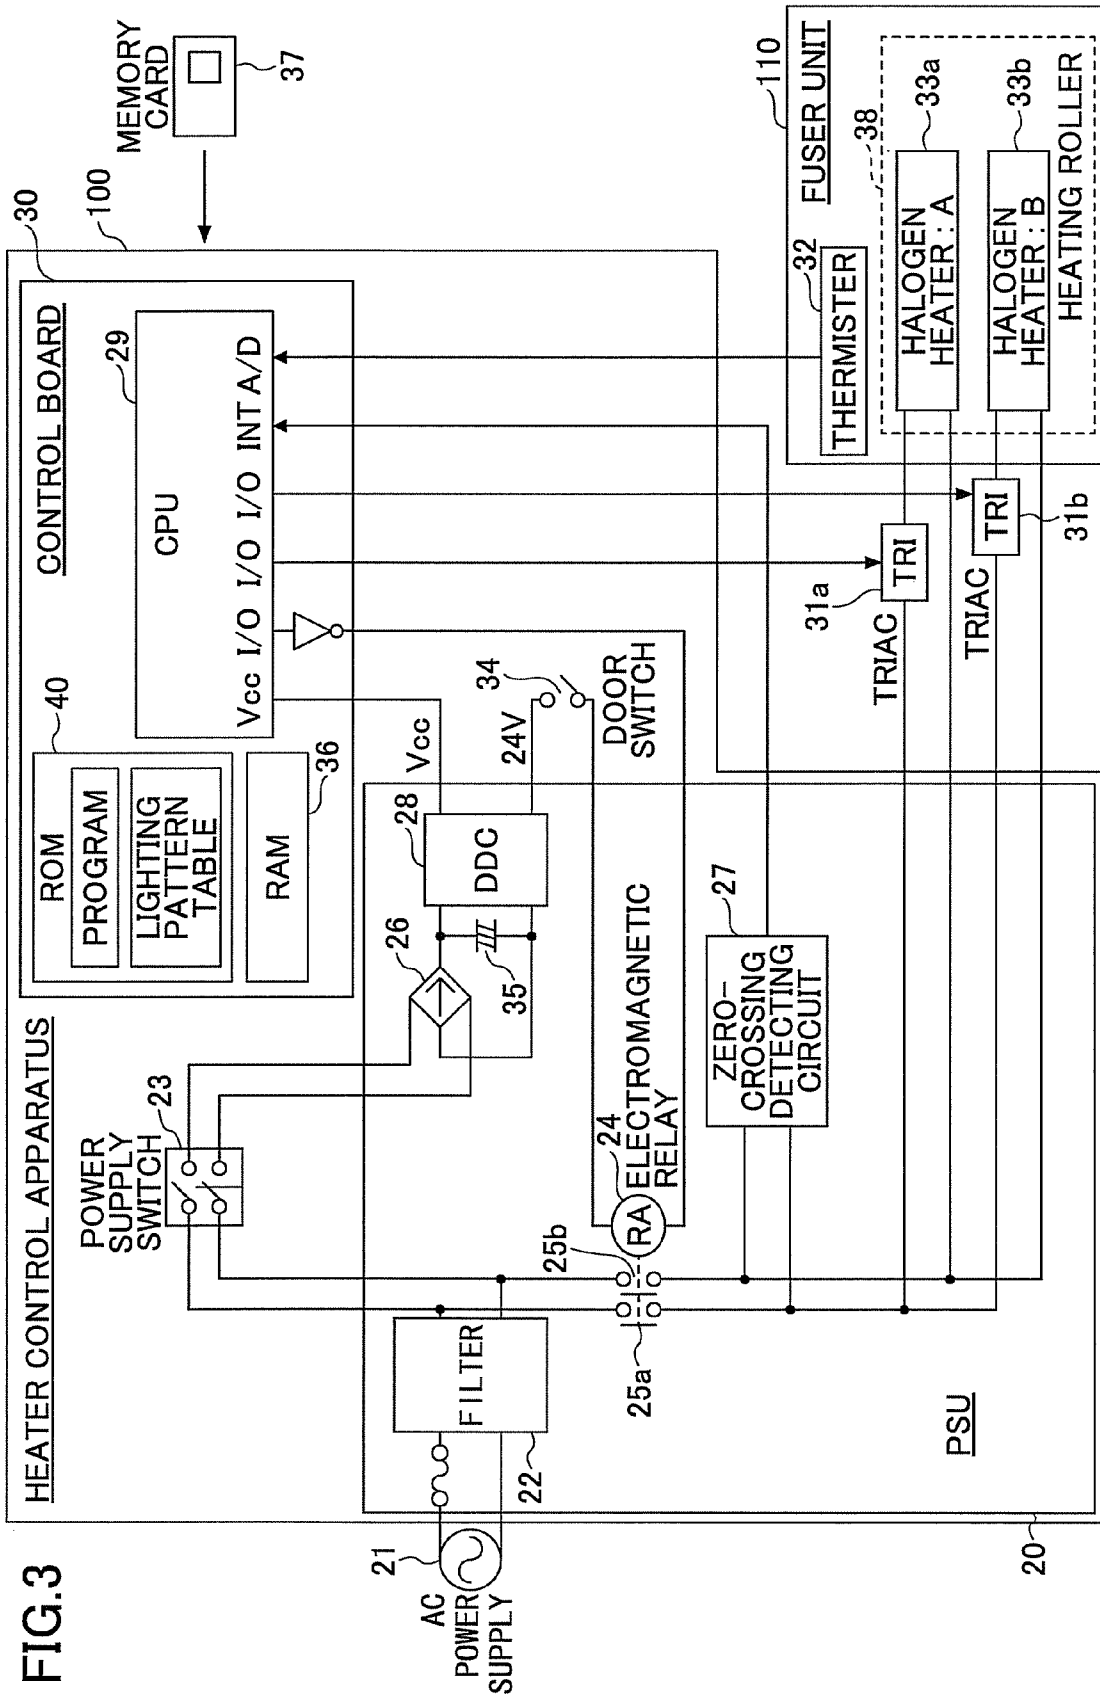 FIG.3
HEATER CONTROL APPARATUS
100
MEMORY
CARD
37
CONTROL BOARD
30
ROM
40
PROGRAM
LIGHTING
PATTERN
TABLE
RAM
36
CPU
29
Vcc
I/O
I/O
I/O
INT
A/D
POWER
SUPPLY
SWITCH
23
AC
POWER
SUPPLY
21
FILTER
22
26
35
DDC
28
Vcc
24V
34
DOOR
SWITCH
25b
25a
RA
24
ELECTROMAGNETIC
RELAY
ZERO-
CROSSING
DETECTING
CIRCUIT
27
PSU
20
TRIAC
31a
TRI
TRIAC
TRI
31b
110
FUSER UNIT
THERMISTER
32
38
HALOGEN
HEATER : A
33a
HALOGEN
HEATER : B
33b
HEATING ROLLER